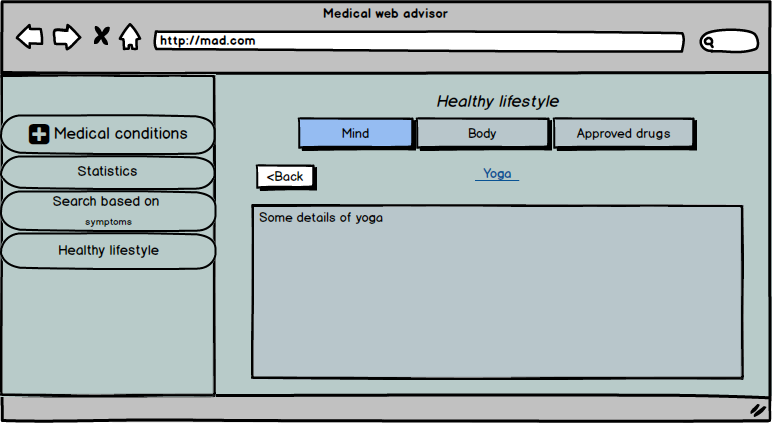 Medical web advisor
http://mad.com
Healthy lifestyle
Mind Body Approved drugs
Medical conditions
Statistics
Search based on
symptoms
Healthy lifestyle
<Back
Yoga
Some details of yoga